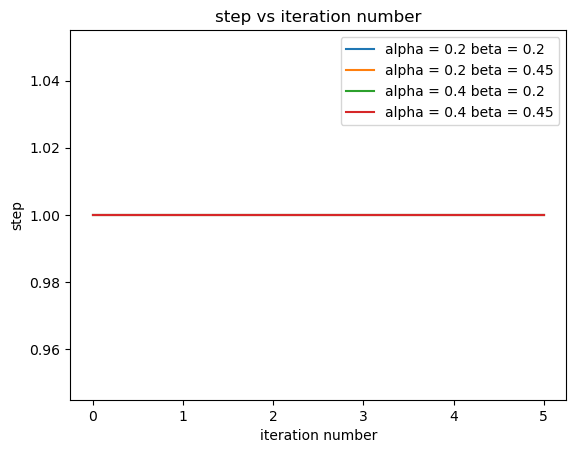 step vs iteration number
alpha = 0.2 beta = 0.2
alpha = 0.2 beta = 0.45
alpha = 0.4 beta = 0.2
alpha = 0.4 beta = 0.45
1.04
1.02
1.00
0.98
0.96
step
0 1 2 3 4 5
iteration number